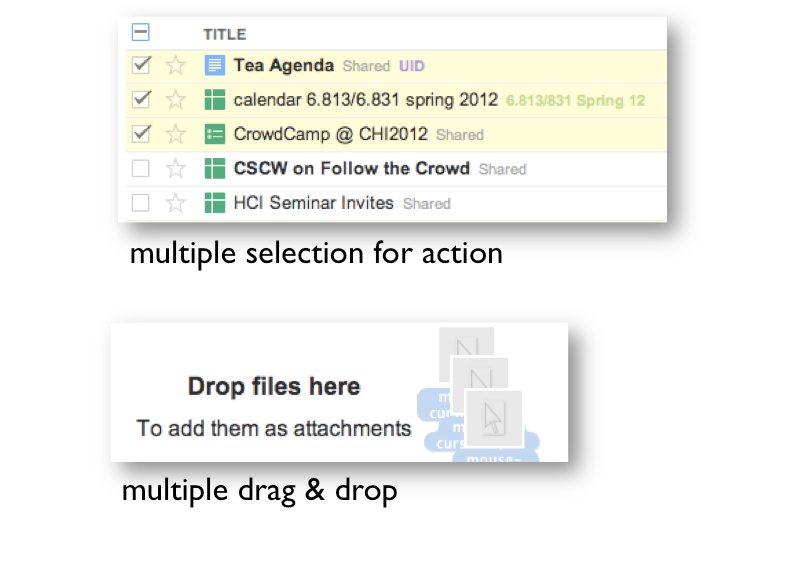 TITLE
Tea Agenda Shared UID
calendar 6.813/6.831 spring 2012 6.813/831 Spring 12
CrowdCamp @ CHI2012 Shared
CSCW on Follow the Crowd Shared
HCI Seminar Invites Shared
multiple selection for action
Drop files here
To add them as attachments
mouse-
multiple drag & drop